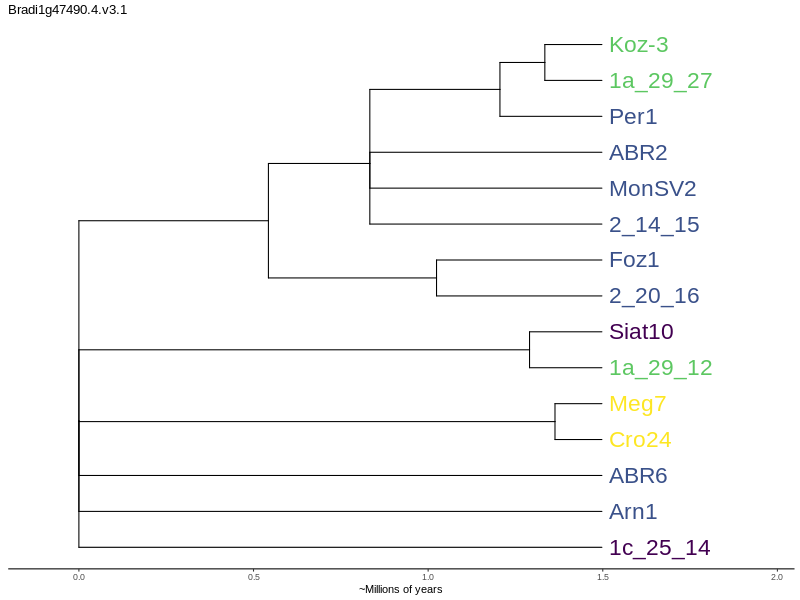 Bradi1g47490.4.v3.1
Koz-3
1a_29_27
Per1
ABR2
MonSV2
2_14_15
Foz1
2_20_16
Siat10
1a_29_12
Meg7
Cro24
ABR6
Arn1
1c_25_14
0.0 0.5 1.0 1.5 2.0
~Millions of years